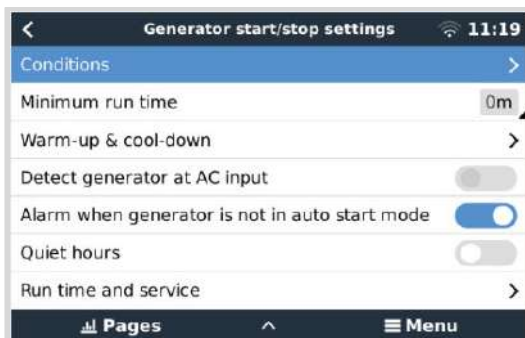 Generator start/stop settings 11:19
Conditions
Minimum run time 0m
Warm-up & cool-down
Detect generator at AC input
Alarm when generator is not in auto start mode
Quiet hours
Run time and service
Pages Menu